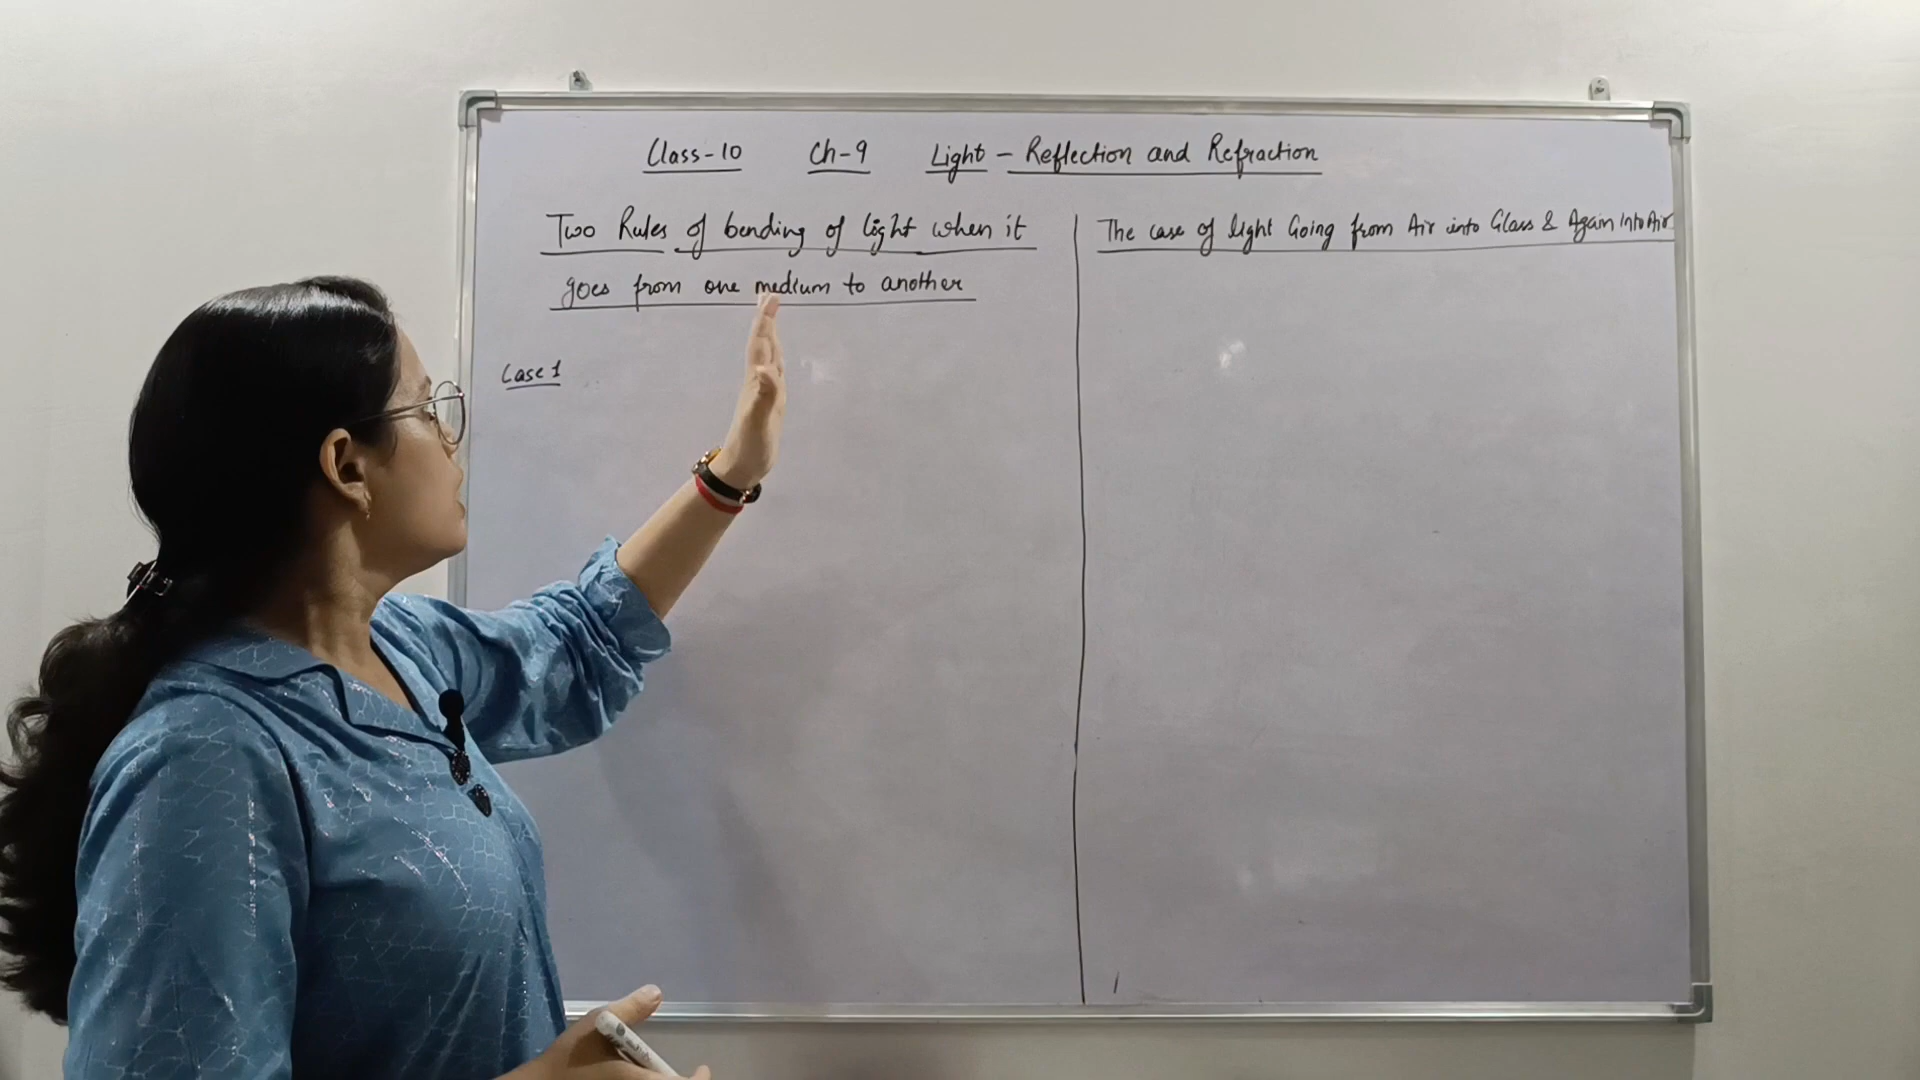 Class-10 Ch-9 Light - Reflection and Refraction
Two Rules of bending of light when it
goes from one medium to another
Case 1
The case of light Going from Air into Glass & Again Into Air